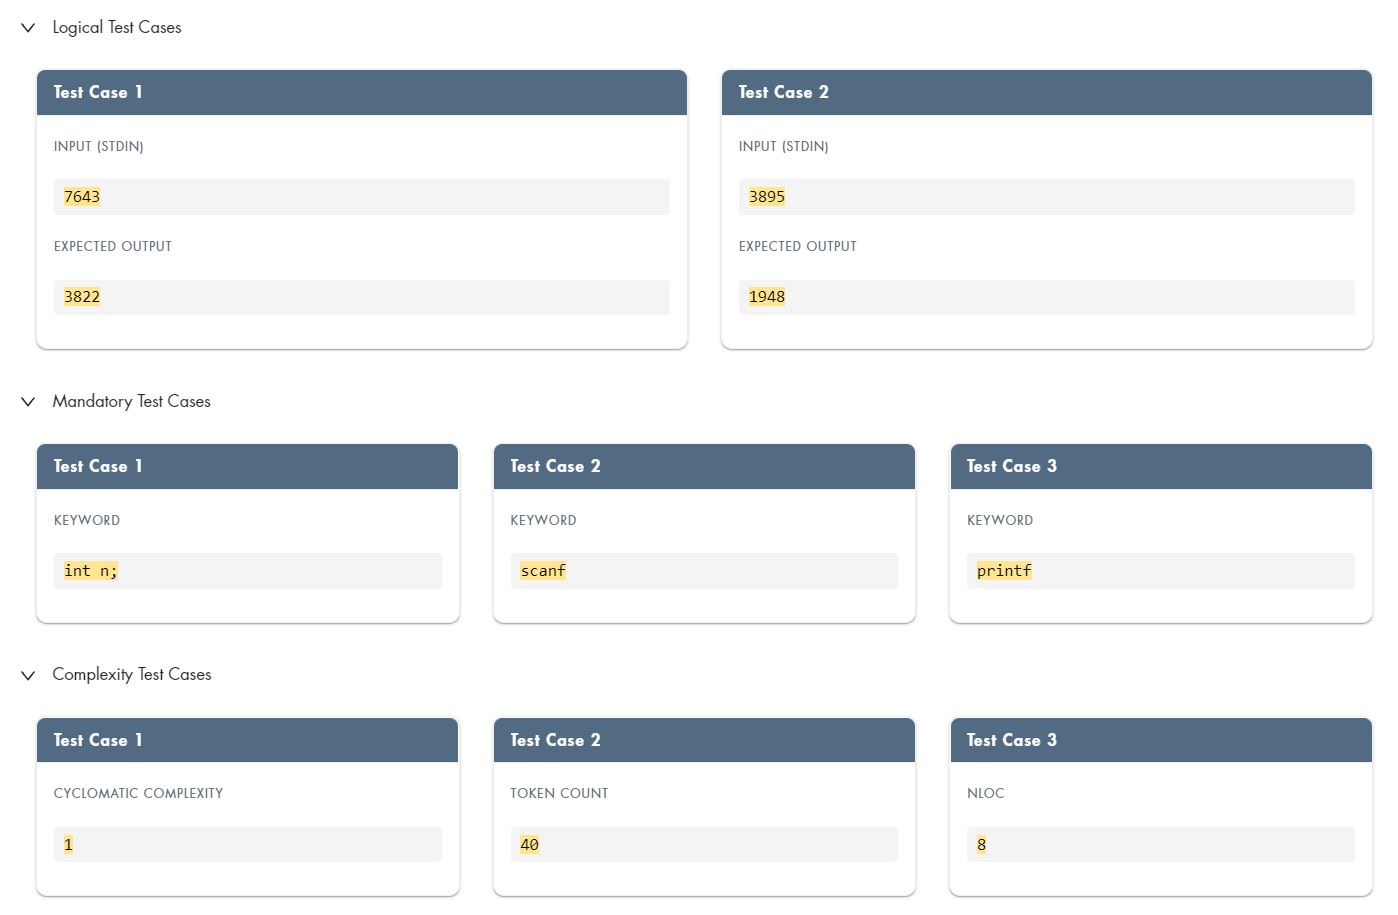 Logical Test Cases
Test Case 1
INPUT (STDIN)
7643
EXPECTED OUTPUT
3822
Test Case 2
INPUT (STDIN)
3895
EXPECTED OUTPUT
1948
Mandatory Test Cases
Test Case 1
KEYWORD
int n;
Test Case 2
KEYWORD
scanf
Test Case 3
KEYWORD
printf
Complexity Test Cases
Test Case 1
CYCLOMATIC COMPLEXITY
1
Test Case 2
TOKEN COUNT
40
Test Case 3
NLOC
8